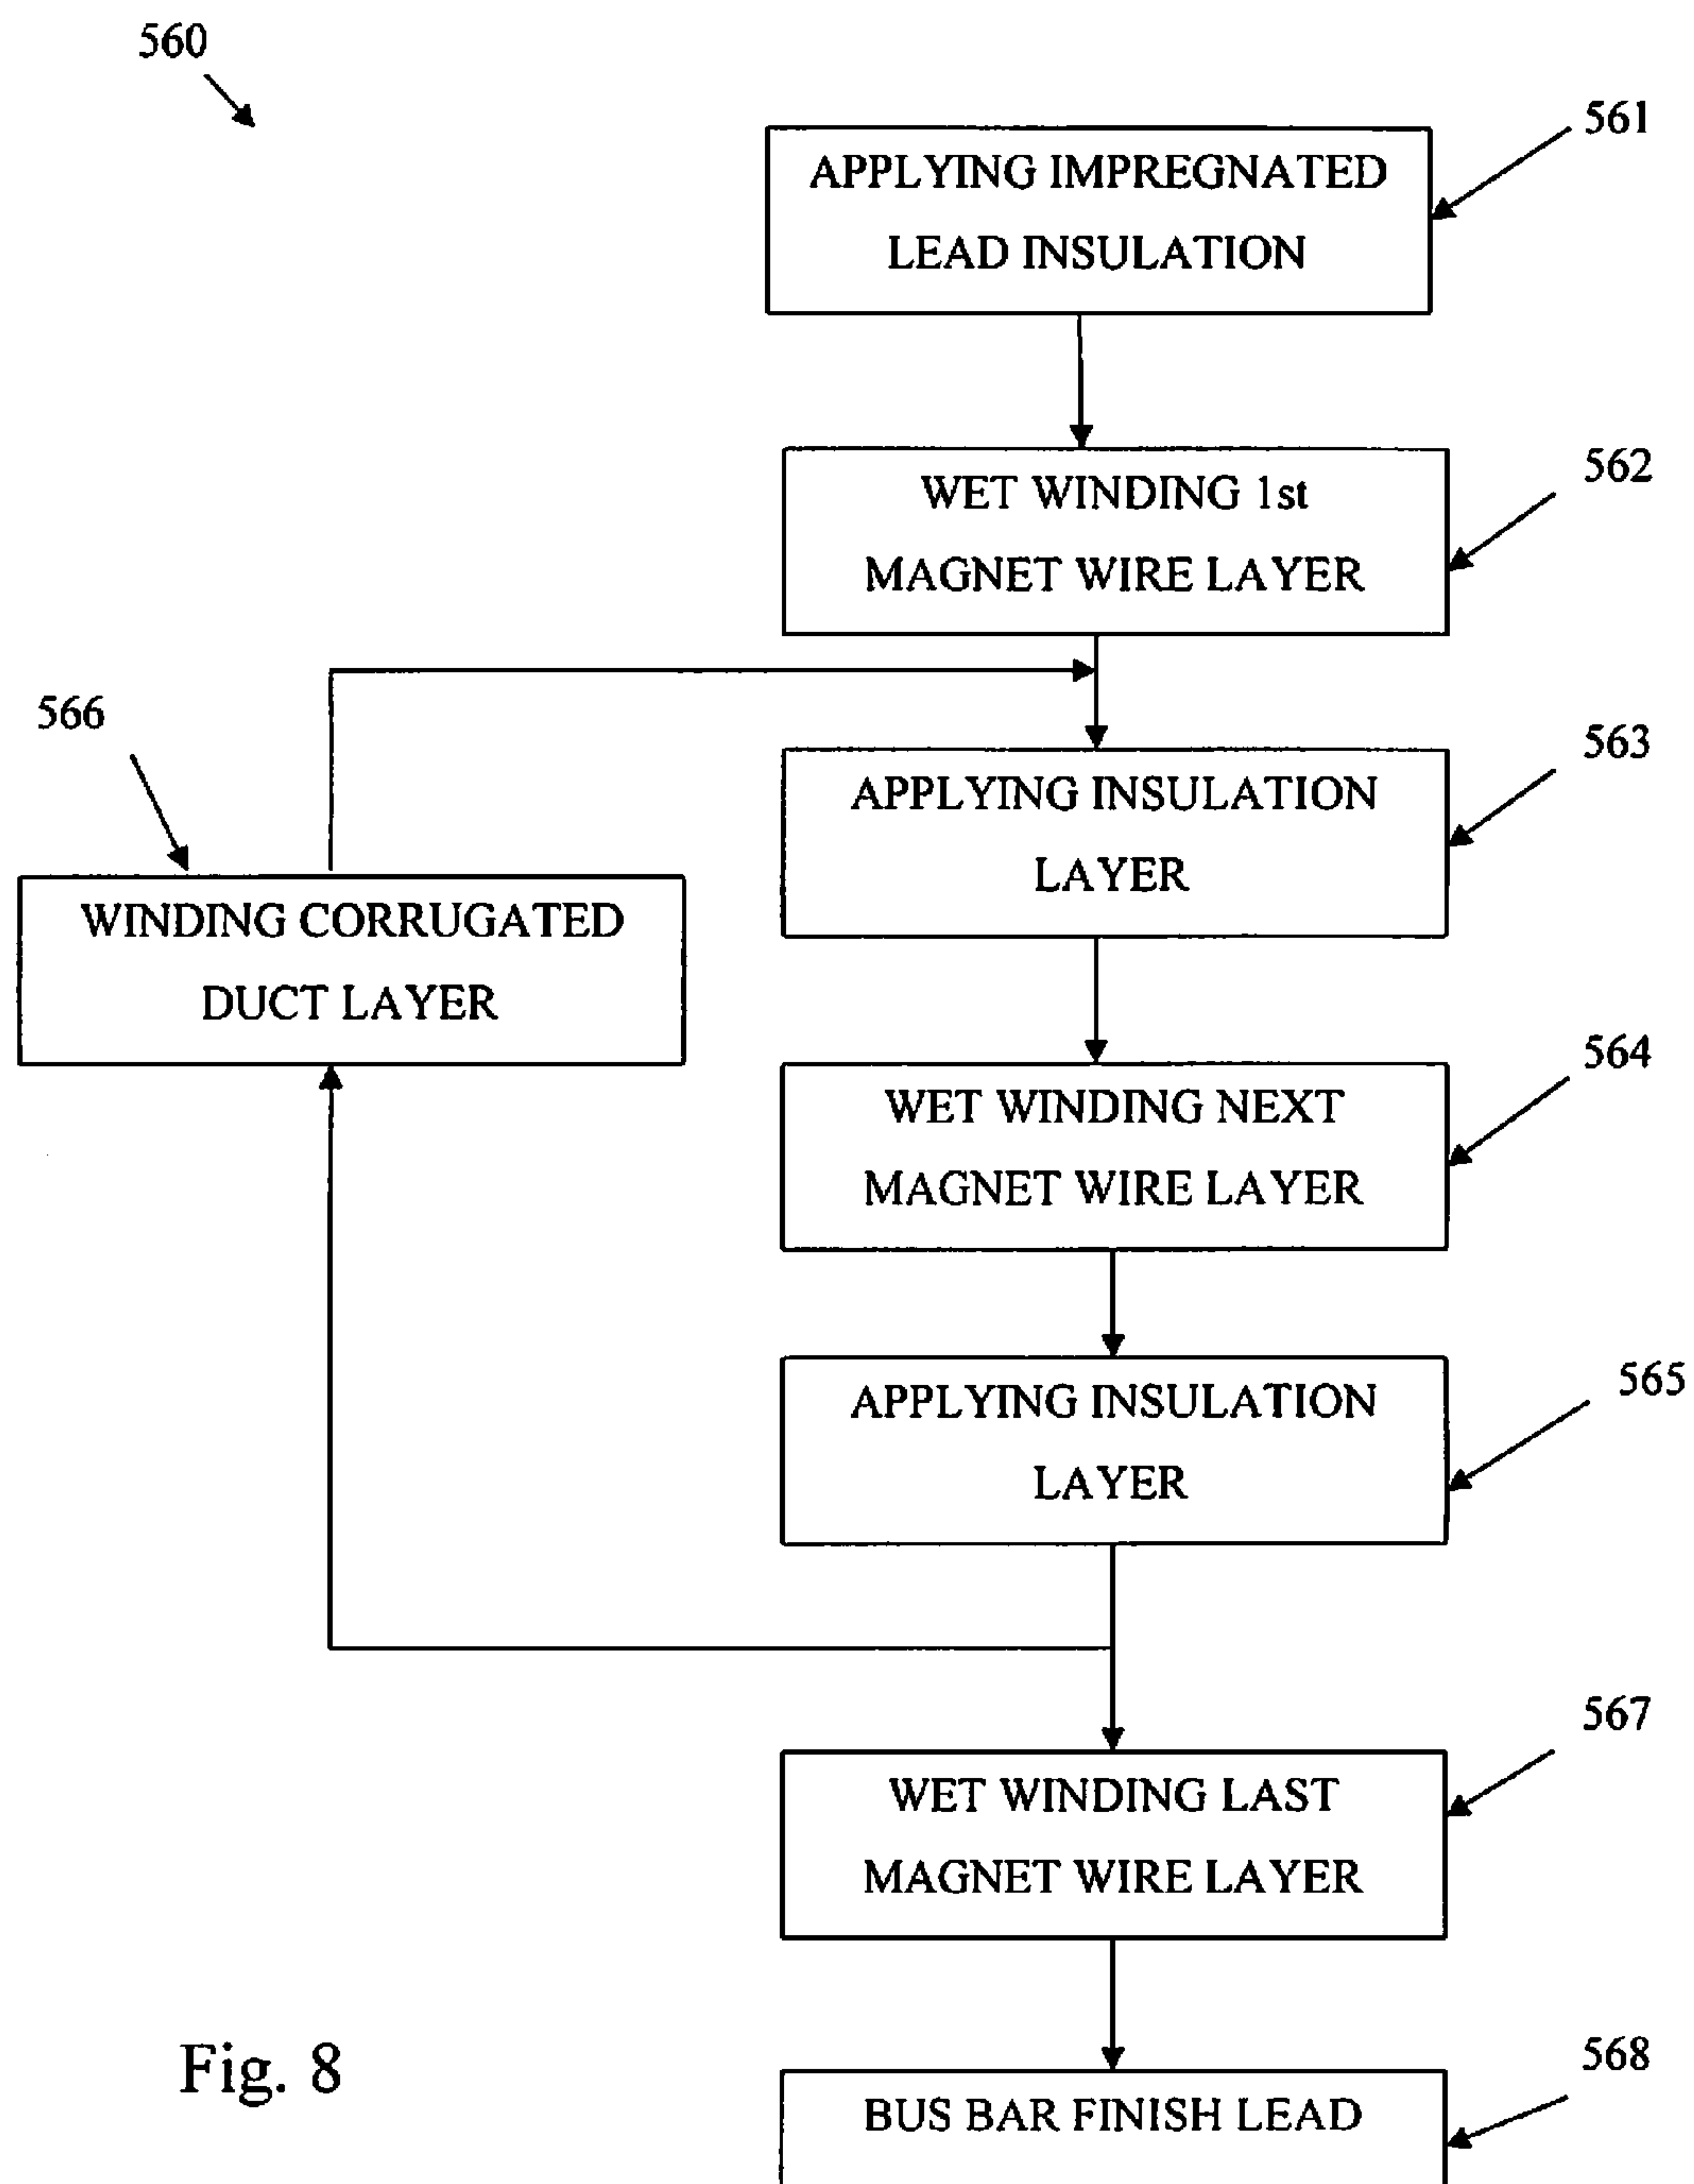 560
561
APPLYING IMPREGNATED
LEAD INSULATION
562
WET WINDING 1st
MAGNET WIRE LAYER
566
563
APPLYING INSULATION
LAYER
WINDING CORRUGATED
DUCT LAYER
564
WET WINDING NEXT
MAGNET WIRE LAYER
565
APPLYING INSULATION
LAYER
567
WET WINDING LAST
MAGNET WIRE LAYER
568
BUS BAR FINISH LEAD
Fig. 8